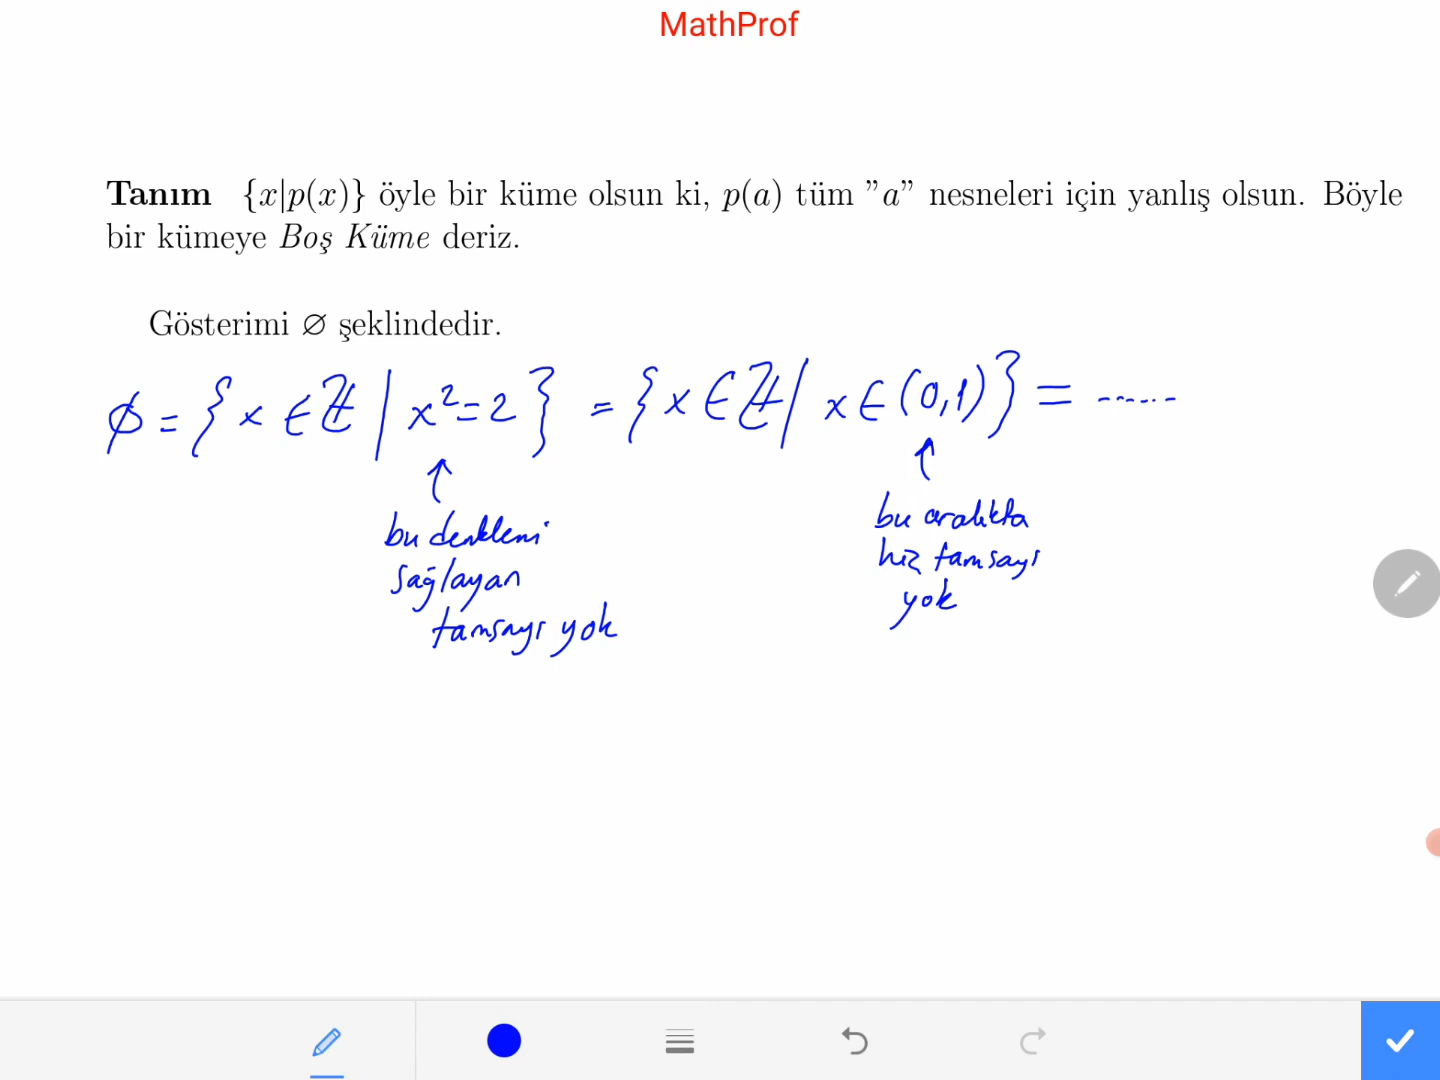 MathProf
Tanım {x|p(x)} öyle bir küme olsun ki, p(a) tüm ”a” nesneleri için yanlış olsun. Böyle
bir kümeye Boş Küme deriz.
Gösterimi ∅ şeklindedir.
∅ = {x ∈ ℤ | x² = 2} = {x ∈ ℤ | x ∈ (0,1)} = ......
↑
bu denklemi
sağlayan
tamsayı yok
↑
bu aralıkta
hiç tamsayı
yok